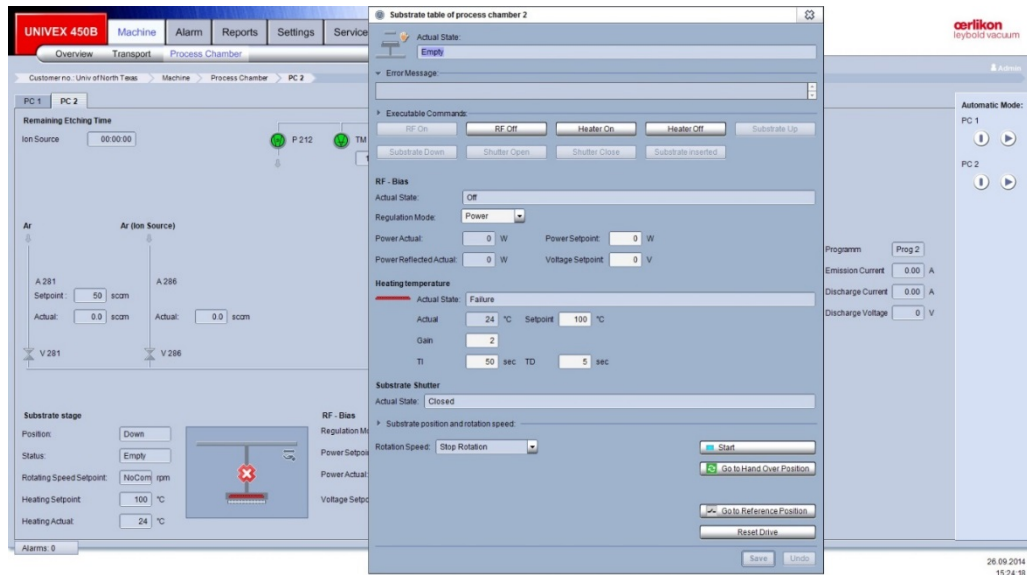 UNIVEX 450B
Machine
Alarm
Reports
Settings
Service
Overview
Transport
Process Chamber
Customer no.: Univ of North Texas
Machine
Process Chamber
PC 2
PC 1
PC 2
Remaining Etching Time
Ion Source
00:00:00
P 212
TM
Ar
Ar (Ion Source)
A 281
A 286
Setpoint :
50
sccm
Actual:
0.0
sccm
Actual:
0.0
sccm
V 281
V 286
Substrate stage
Position:
Down
Status:
Empty
Rotating Speed Setpoint:
NoCom
rpm
Heating Setpoint
100
°C
Heating Actual:
24
°C
RF - Bias
Regulation Mo
Power Setpoi
Power Actual:
Voltage Setpo
Alarms: 0
Substrate table of process chamber 2
Actual State:
Empty
Error Message:
Executable Commands:
RF On
RF Off
Heater On
Heater Off
Substrate Up
Substrate Down
Shutter Open
Shutter Close
Substrate inserted
RF - Bias
Actual State:
Off
Regulation Mode:
Power
Power Actual:
0
W
Power Setpoint:
0
W
Power Reflected Actual:
0
W
Voltage Setpoint
0
V
Heating temperature
Actual State:
Failure
Actual
24
°C
Setpoint
100
°C
Gain
2
TI
50
sec
TD
5
sec
Substrate Shutter
Actual State:
Closed
Substrate position and rotation speed:
Rotation Speed:
Stop Rotation
Start
Go to Hand Over Position
Go to Reference Position
Reset Drive
Save
Undo
œrlikon
leybold vacuum
Admin
Automatic Mode:
PC 1
PC 2
Programm
Prog 2
Emission Current
0.00
A
Discharge Current
0.00
A
Discharge Voltage
0
V
26.09.2014
15:24:18